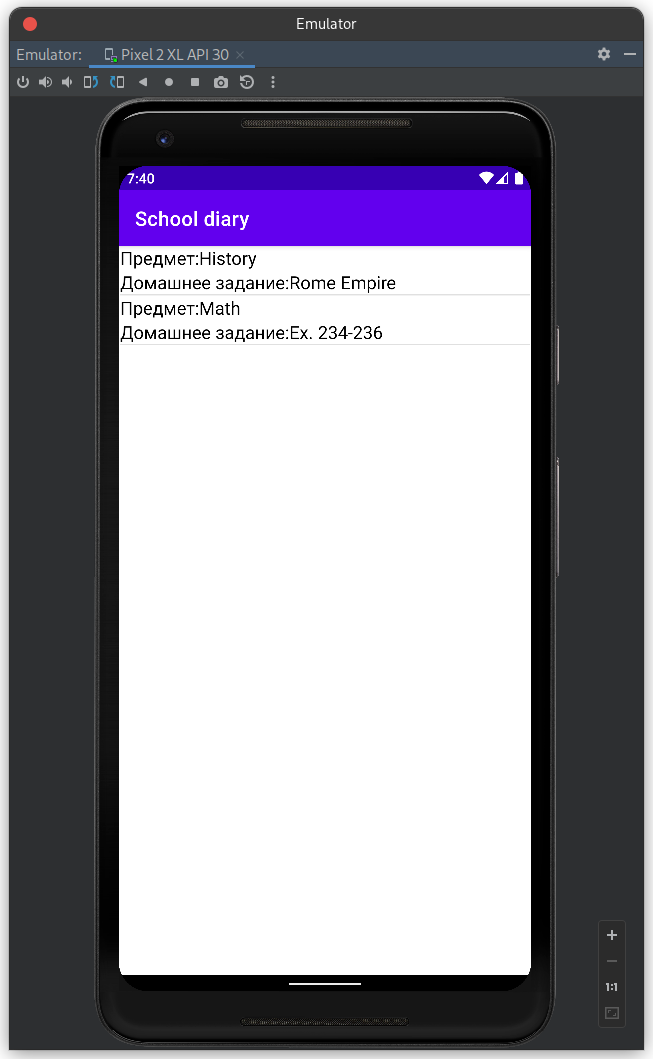 Emulator
Emulator: Pixel 2 XL API 30
7:40
School diary
Предмет:History
Домашнее задание:Rome Empire
Предмет:Math
Домашнее задание:Ex. 234-236
1:1